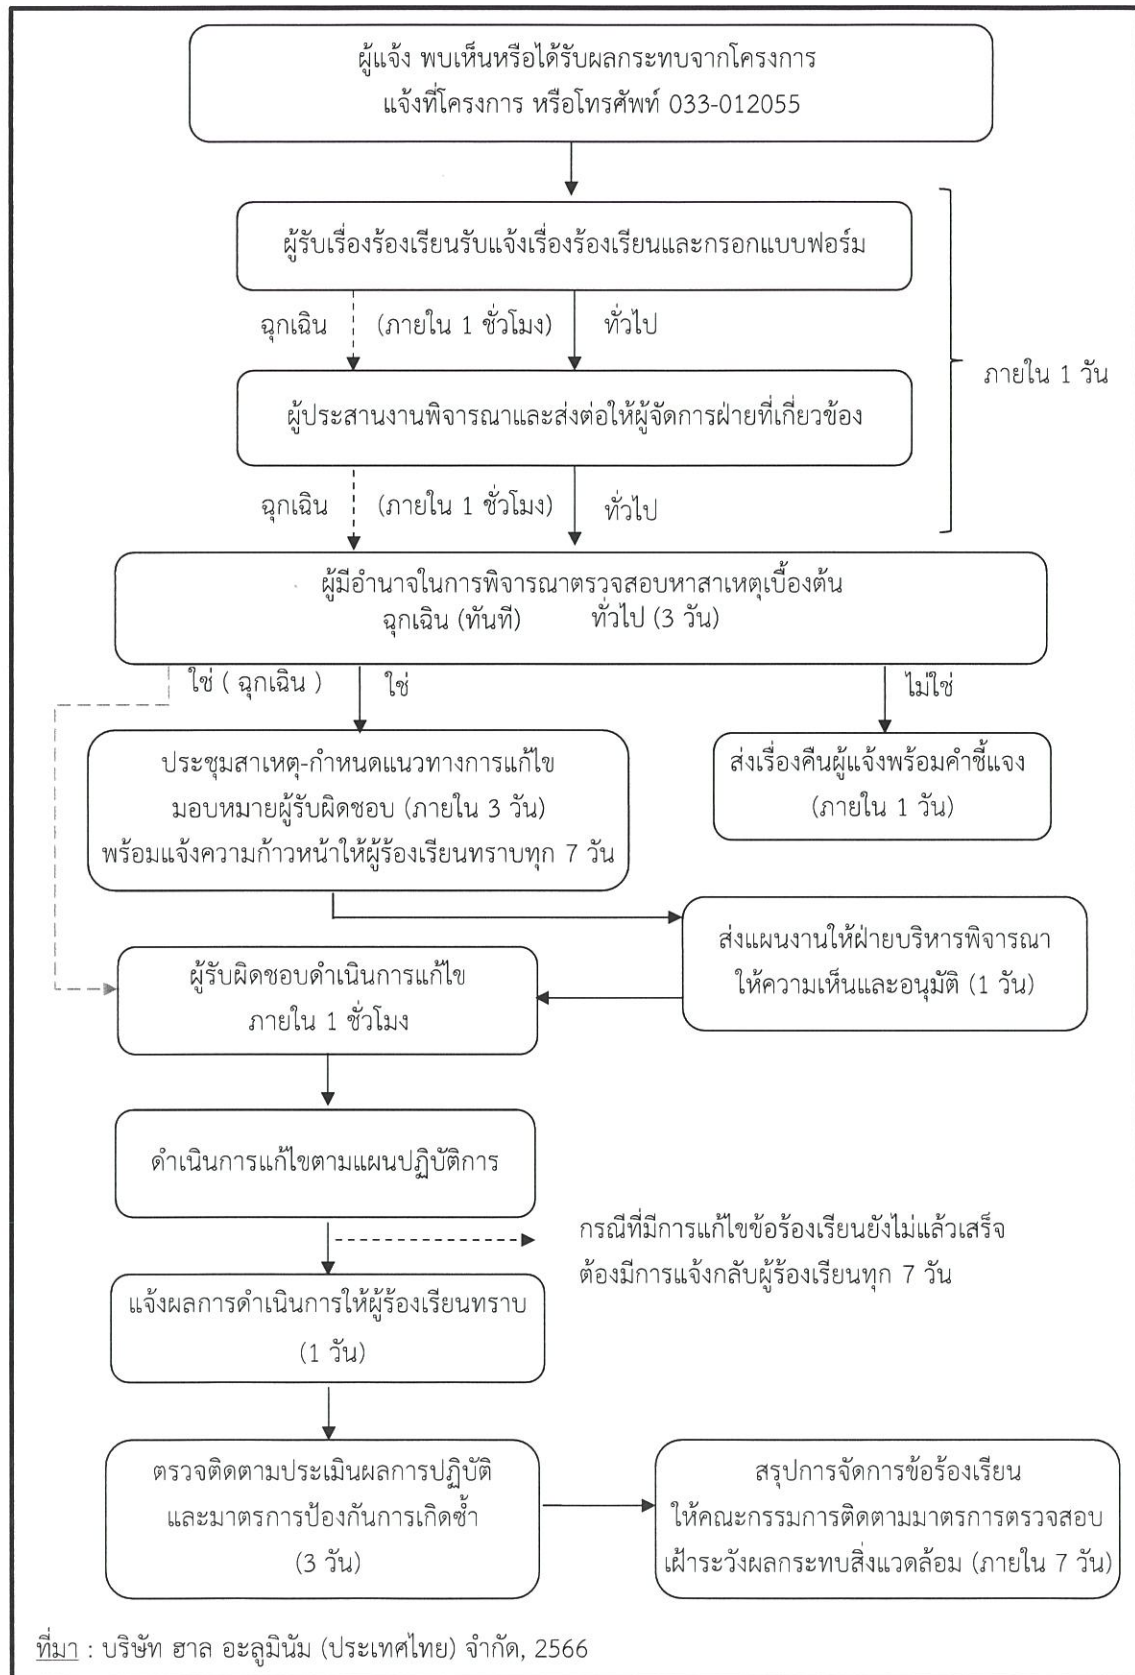 ผู้แจ้ง พบเห็นหรือได้รับผลกระทบจากโครงการ
แจ้งที่โครงการ หรือโทรศัพท์ 033-012055
ผู้รับเรื่องร้องเรียนรับแจ้งเรื่องร้องเรียนและกรอกแบบฟอร์ม
ฉุกเฉิน (ภายใน 1 ชั่วโมง) ทั่วไป
ภายใน 1 วัน
ผู้ประสานงานพิจารณาและส่งต่อให้ผู้จัดการฝ่ายที่เกี่ยวข้อง
ฉุกเฉิน (ภายใน 1 ชั่วโมง) ทั่วไป
ผู้มีอำนาจในการพิจารณาตรวจสอบหาสาเหตุเบื้องต้น
ฉุกเฉิน (ทันที) ทั่วไป (3 วัน)
ใช่ ( ฉุกเฉิน ) ใช่ ไม่ใช่
ประชุมสาเหตุ-กำหนดแนวทางการแก้ไข
มอบหมายผู้รับผิดชอบ (ภายใน 3 วัน)
พร้อมแจ้งความก้าวหน้าให้ผู้ร้องเรียนทราบทุก 7 วัน
ส่งเรื่องคืนผู้แจ้งพร้อมคำชี้แจง
(ภายใน 1 วัน)
ส่งแผนงานให้ฝ่ายบริหารพิจารณา
ให้ความเห็นและอนุมัติ (1 วัน)
ผู้รับผิดชอบดำเนินการแก้ไข
ภายใน 1 ชั่วโมง
ดำเนินการแก้ไขตามแผนปฏิบัติการ
กรณีที่มีการแก้ไขข้อร้องเรียนยังไม่แล้วเสร็จ
ต้องมีการแจ้งกลับผู้ร้องเรียนทุก 7 วัน
แจ้งผลการดำเนินการให้ผู้ร้องเรียนทราบ
(1 วัน)
ตรวจติดตามประเมินผลการปฏิบัติ
และมาตรการป้องกันการเกิดซ้ำ
(3 วัน)
สรุปการจัดการข้อร้องเรียน
ให้คณะกรรมการติดตามมาตรการตรวจสอบ
เฝ้าระวังผลกระทบสิ่งแวดล้อม (ภายใน 7 วัน)
ที่มา : บริษัท ฮาล อะลูมินัม (ประเทศไทย) จำกัด, 2566